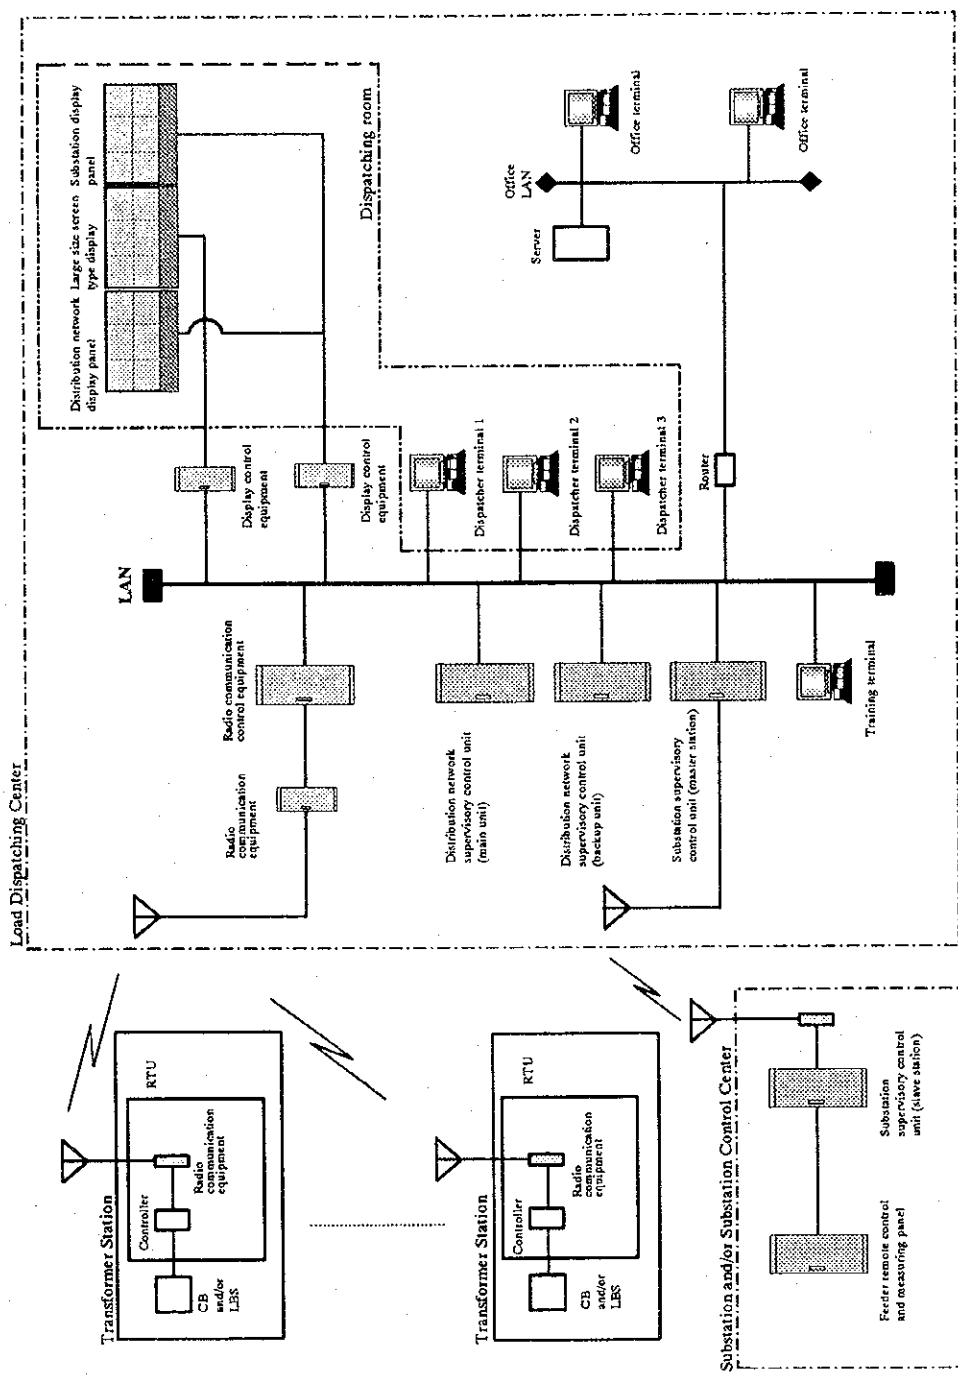 Load Dispatching Center
Distribution network
display panel
Large size screen
type display
Substation display
panel
Dispatching room
Display control
equipment
Display control
equipment
LAN
Dispatcher terminal 1
Dispatcher terminal 2
Dispatcher terminal 3
Router
Office
LAN
Server
Office terminal
Office terminal
Radio communication
control equipment
Radio
communication
equipment
Distribution network
supervisory control unit
(main unit)
Distribution network
supervisory control unit
(backup unit)
Substation supervisory
control unit (master station)
Training terminal
Transformer Station
RTU
Controller
Radio
communication
equipment
CB
and/or
LBS
Transformer Station
RTU
Controller
Radio
communication
equipment
CB
and/or
LBS
Substation and/or Substation Control Center
Substation
supervisory control
unit (slave station)
Feeder remote control
and measuring panel